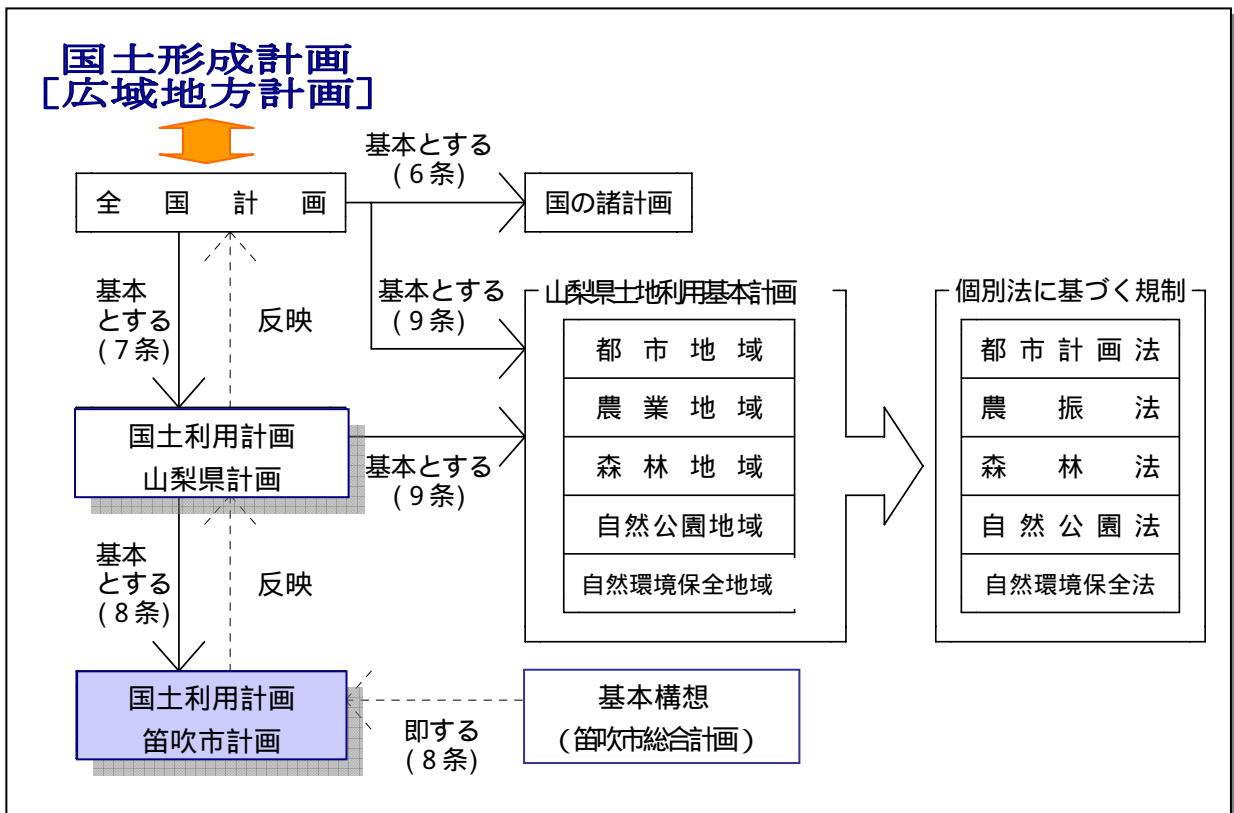 国土形成計画
[広域地方計画]
基本とする
(6条)
全国計画
国の諸計画
基本
とする
(7条)
反映
基本とする
(9条)
山梨県土地利用基本計画
都市地域
農業地域
森林地域
自然公園地域
自然環境保全地域
個別法に基づく規制
都市計画法
農振法
森林法
自然公園法
自然環境保全法
国土利用計画
山梨県計画
基本とする
(9条)
基本
とする
(8条)
反映
国土利用計画
笛吹市計画
即する
(8条)
基本構想
(笛吹市総合計画)